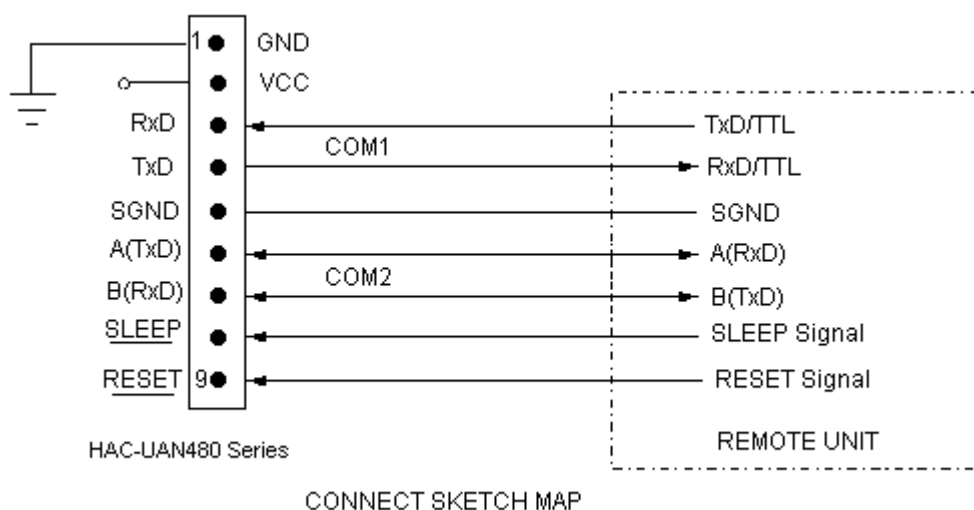 1 GND
VCC
RxD TxD/TTL
COM1
TxD RxD/TTL
SGND SGND
A(TxD) A(RxD)
COM2
B(RxD) B(TxD)
SLEEP SLEEP Signal
RESET 9 RESET Signal
REMOTE UNIT
HAC-UAN480 Series
CONNECT SKETCH MAP